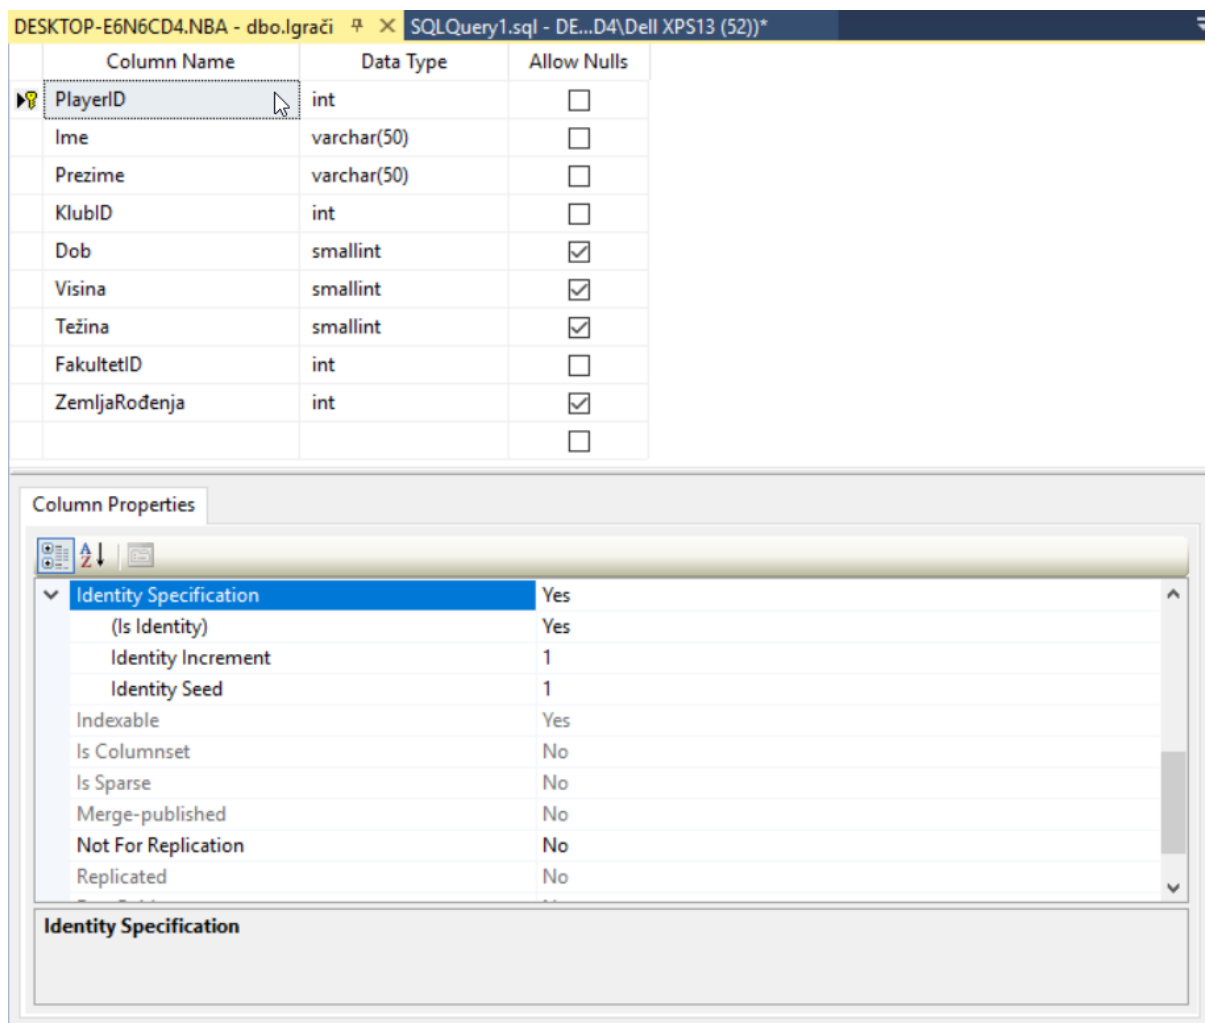 DESKTOP-E6N6CD4.NBA - dbo.Igrači SQLQuery1.sql - DE...D4\Dell XPS13 (52))*
Column Name Data Type Allow Nulls
PlayerID int
Ime varchar(50)
Prezime varchar(50)
KlubID int
Dob smallint
Visina smallint
Težina smallint
FakultetID int
ZemljaRođenja int
Column Properties
Identity Specification Yes
(Is Identity) Yes
Identity Increment 1
Identity Seed 1
Indexable Yes
Is Columnset No
Is Sparse No
Merge-published No
Not For Replication No
Replicated No
Identity Specification